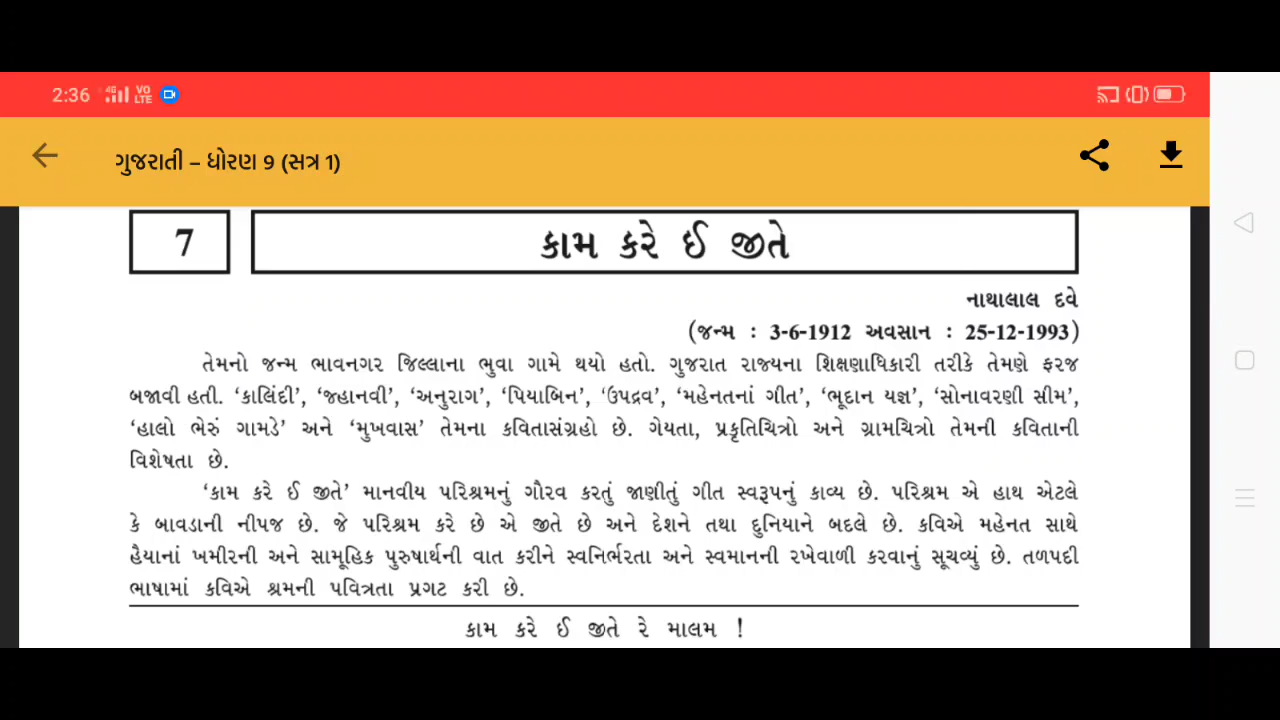 2:36 4G VO LTE
ગુજરાતી – ધોરણ 9 (સત્ર 1)
7 કામ કરે ઈ જીતે
નાથાલાલ દવે
(જન્મ : 3-6-1912 અવસાન : 25-12-1993)
તેમનો જન્મ ભાવનગર જિલ્લાના ભુવા ગામે થયો હતો. ગુજરાત રાજ્યના શિક્ષણાધિકારી તરીકે તેમણે ફરજ
બજાવી હતી. ‘કાલિંદી’, ‘જહાનવી’, ‘અનુરાગ’, ‘પિયાબિન’, ‘ઉપદ્રવ’, ‘મહેનતનાં ગીત’, ‘ભૂદાન યજ્ઞ’, ‘સોનાવરણી સીમ’,
‘હાલો ભેરું ગામડે’ અને ‘મુખવાસ’ તેમના કવિતાસંગ્રહો છે. ગેયતા, પ્રકૃતિચિત્રો અને ગ્રામચિત્રો તેમની કવિતાની
વિશેષતા છે.
‘કામ કરે ઈ જીતે’ માનવીય પરિશ્રમનું ગૌરવ કરતું જાણીતું ગીત સ્વરૂપનું કાવ્ય છે. પરિશ્રમ એ હાથ એટલે
કે બાવડાની નીપજ છે. જે પરિશ્રમ કરે છે એ જીતે છે અને દેશને તથા દુનિયાને બદલે છે. કવિએ મહેનત સાથે
હૈયાનાં ખમીરની અને સામૂહિક પુરુષાર્થની વાત કરીને સ્વનિર્ભરતા અને સ્વમાનની રખેવાળી કરવાનું સૂચવ્યું છે. તળપદી
ભાષામાં કવિએ શ્રમની પવિત્રતા પ્રગટ કરી છે.
કામ કરે ઈ જીતે રે માલમ !